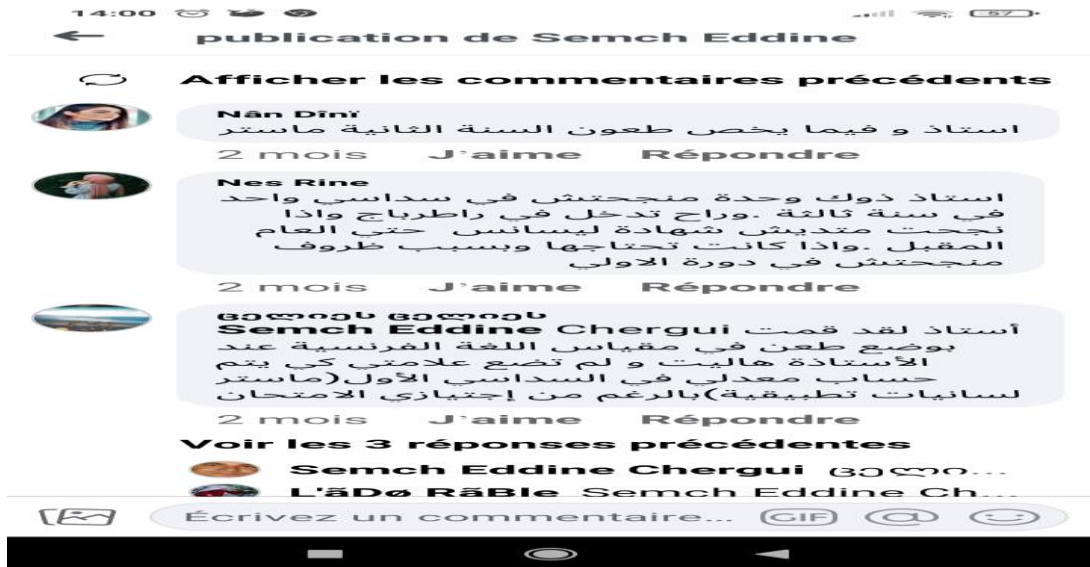 14:00
57
publication de Semch Eddine
Afficher les commentaires précédents
Nân Dînï
استاذ و فيما يخص طعون السنة الثانية ماستر
2 mois J'aime Répondre
Nes Rine
استاذ ذوك وحدة منجحتش في سداسي واحد
في سنة ثالثة .وراح تدخل في راطرباج واذا
نجحت متديش شهادة ليسانس حتي العام
المقبل .واذا كانت تحتاجها وبسبب ظروف
منجحتش في دورة الاولي
2 mois J'aime Répondre
Semch Eddine Chergui أستاذ لقد قمت
بوضع طعن في مقياس اللغة الفرنسية عند
الأستاذة هاليت و لم تضع علامتي كي يتم
حساب معدلي في السداسي الأول(ماستر
لسانيات تطبيقية)بالرغم من إجتيازي الامتحان
2 mois J'aime Répondre
Voir les 3 réponses précédentes
Semch Eddine Chergui
L'ãDø RãBle Semch Eddine Ch...
Écrivez un commentaire... GIF